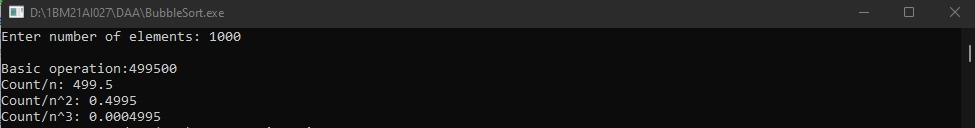 D:\1BM21AI027\DAA\BubbleSort.exe
Enter number of elements: 1000
Basic operation:499500
Count/n: 499.5
Count/n^2: 0.4995
Count/n^3: 0.0004995